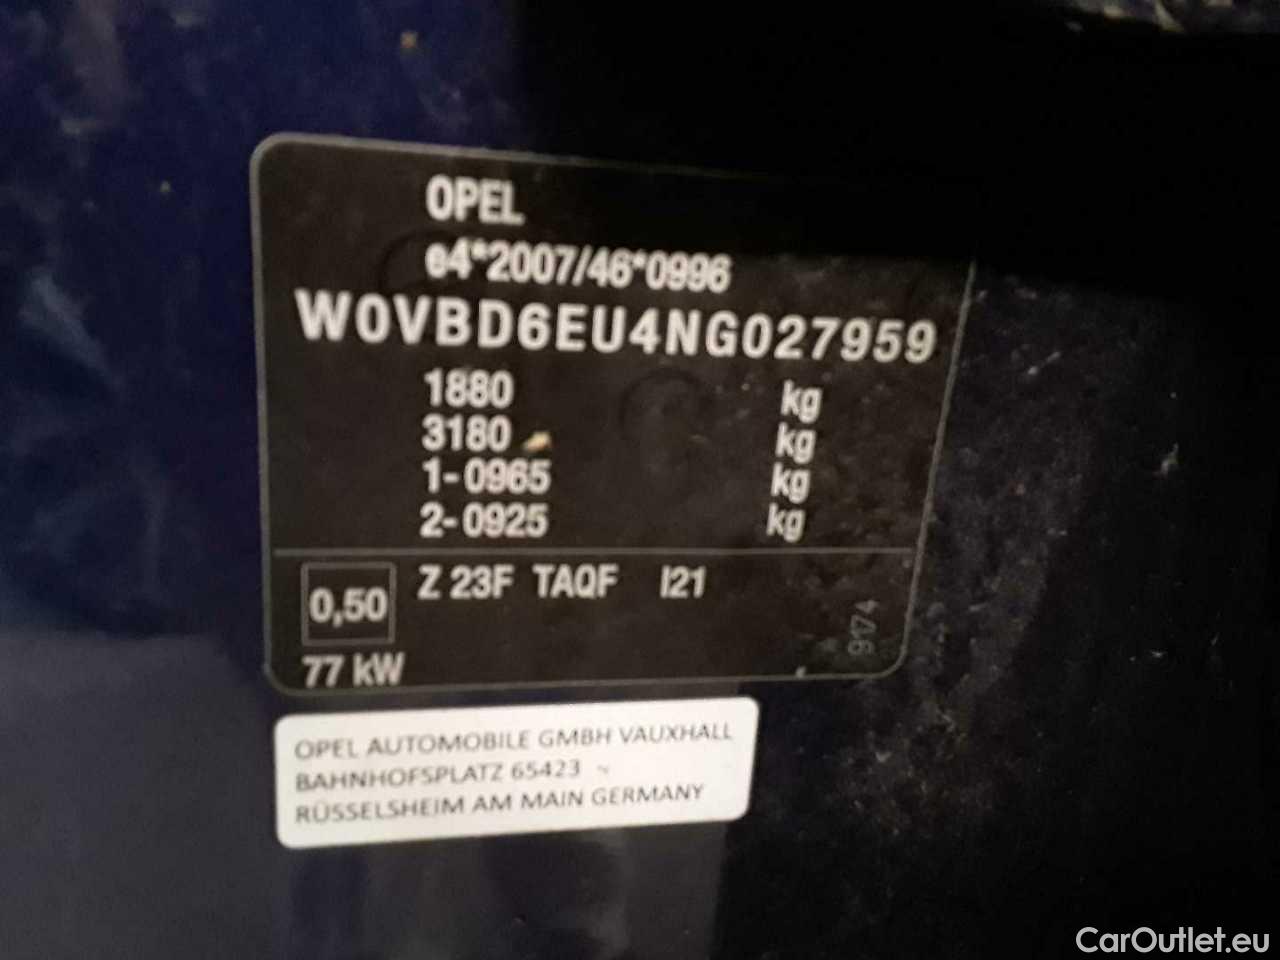 OPEL
e4*2007/46*0996
W0VBD6EU4NG027959
1880 kg
3180 kg
1-0965 kg
2-0925 kg
0,50 Z 23F TAQF I21
77 kW
9174
OPEL AUTOMOBILE GMBH VAUXHALL
BAHNHOFSPLATZ 65423
RÜSSELSHEIM AM MAIN GERMANY
CarOutlet.eu